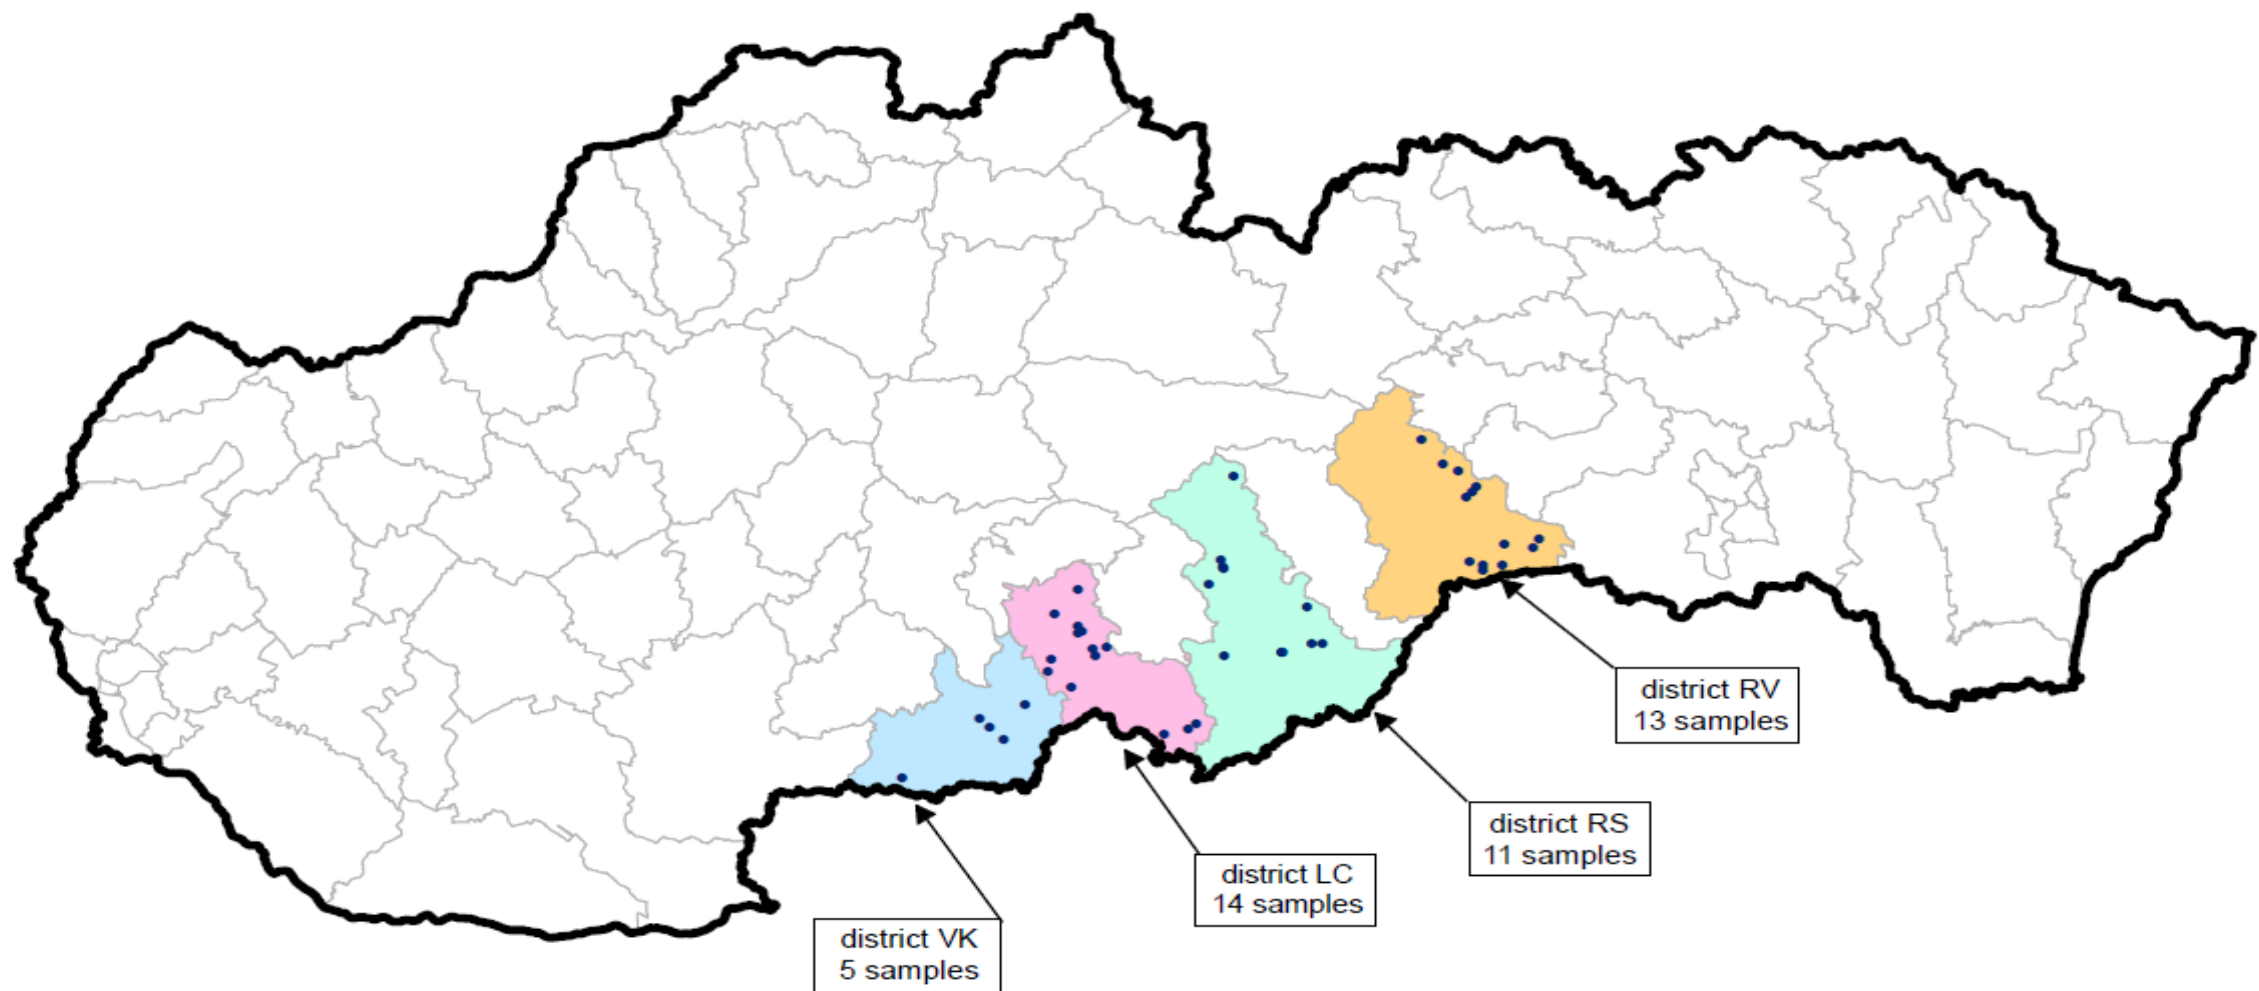 district RV
13 samples
district RS
11 samples
district LC
14 samples
district VK
5 samples